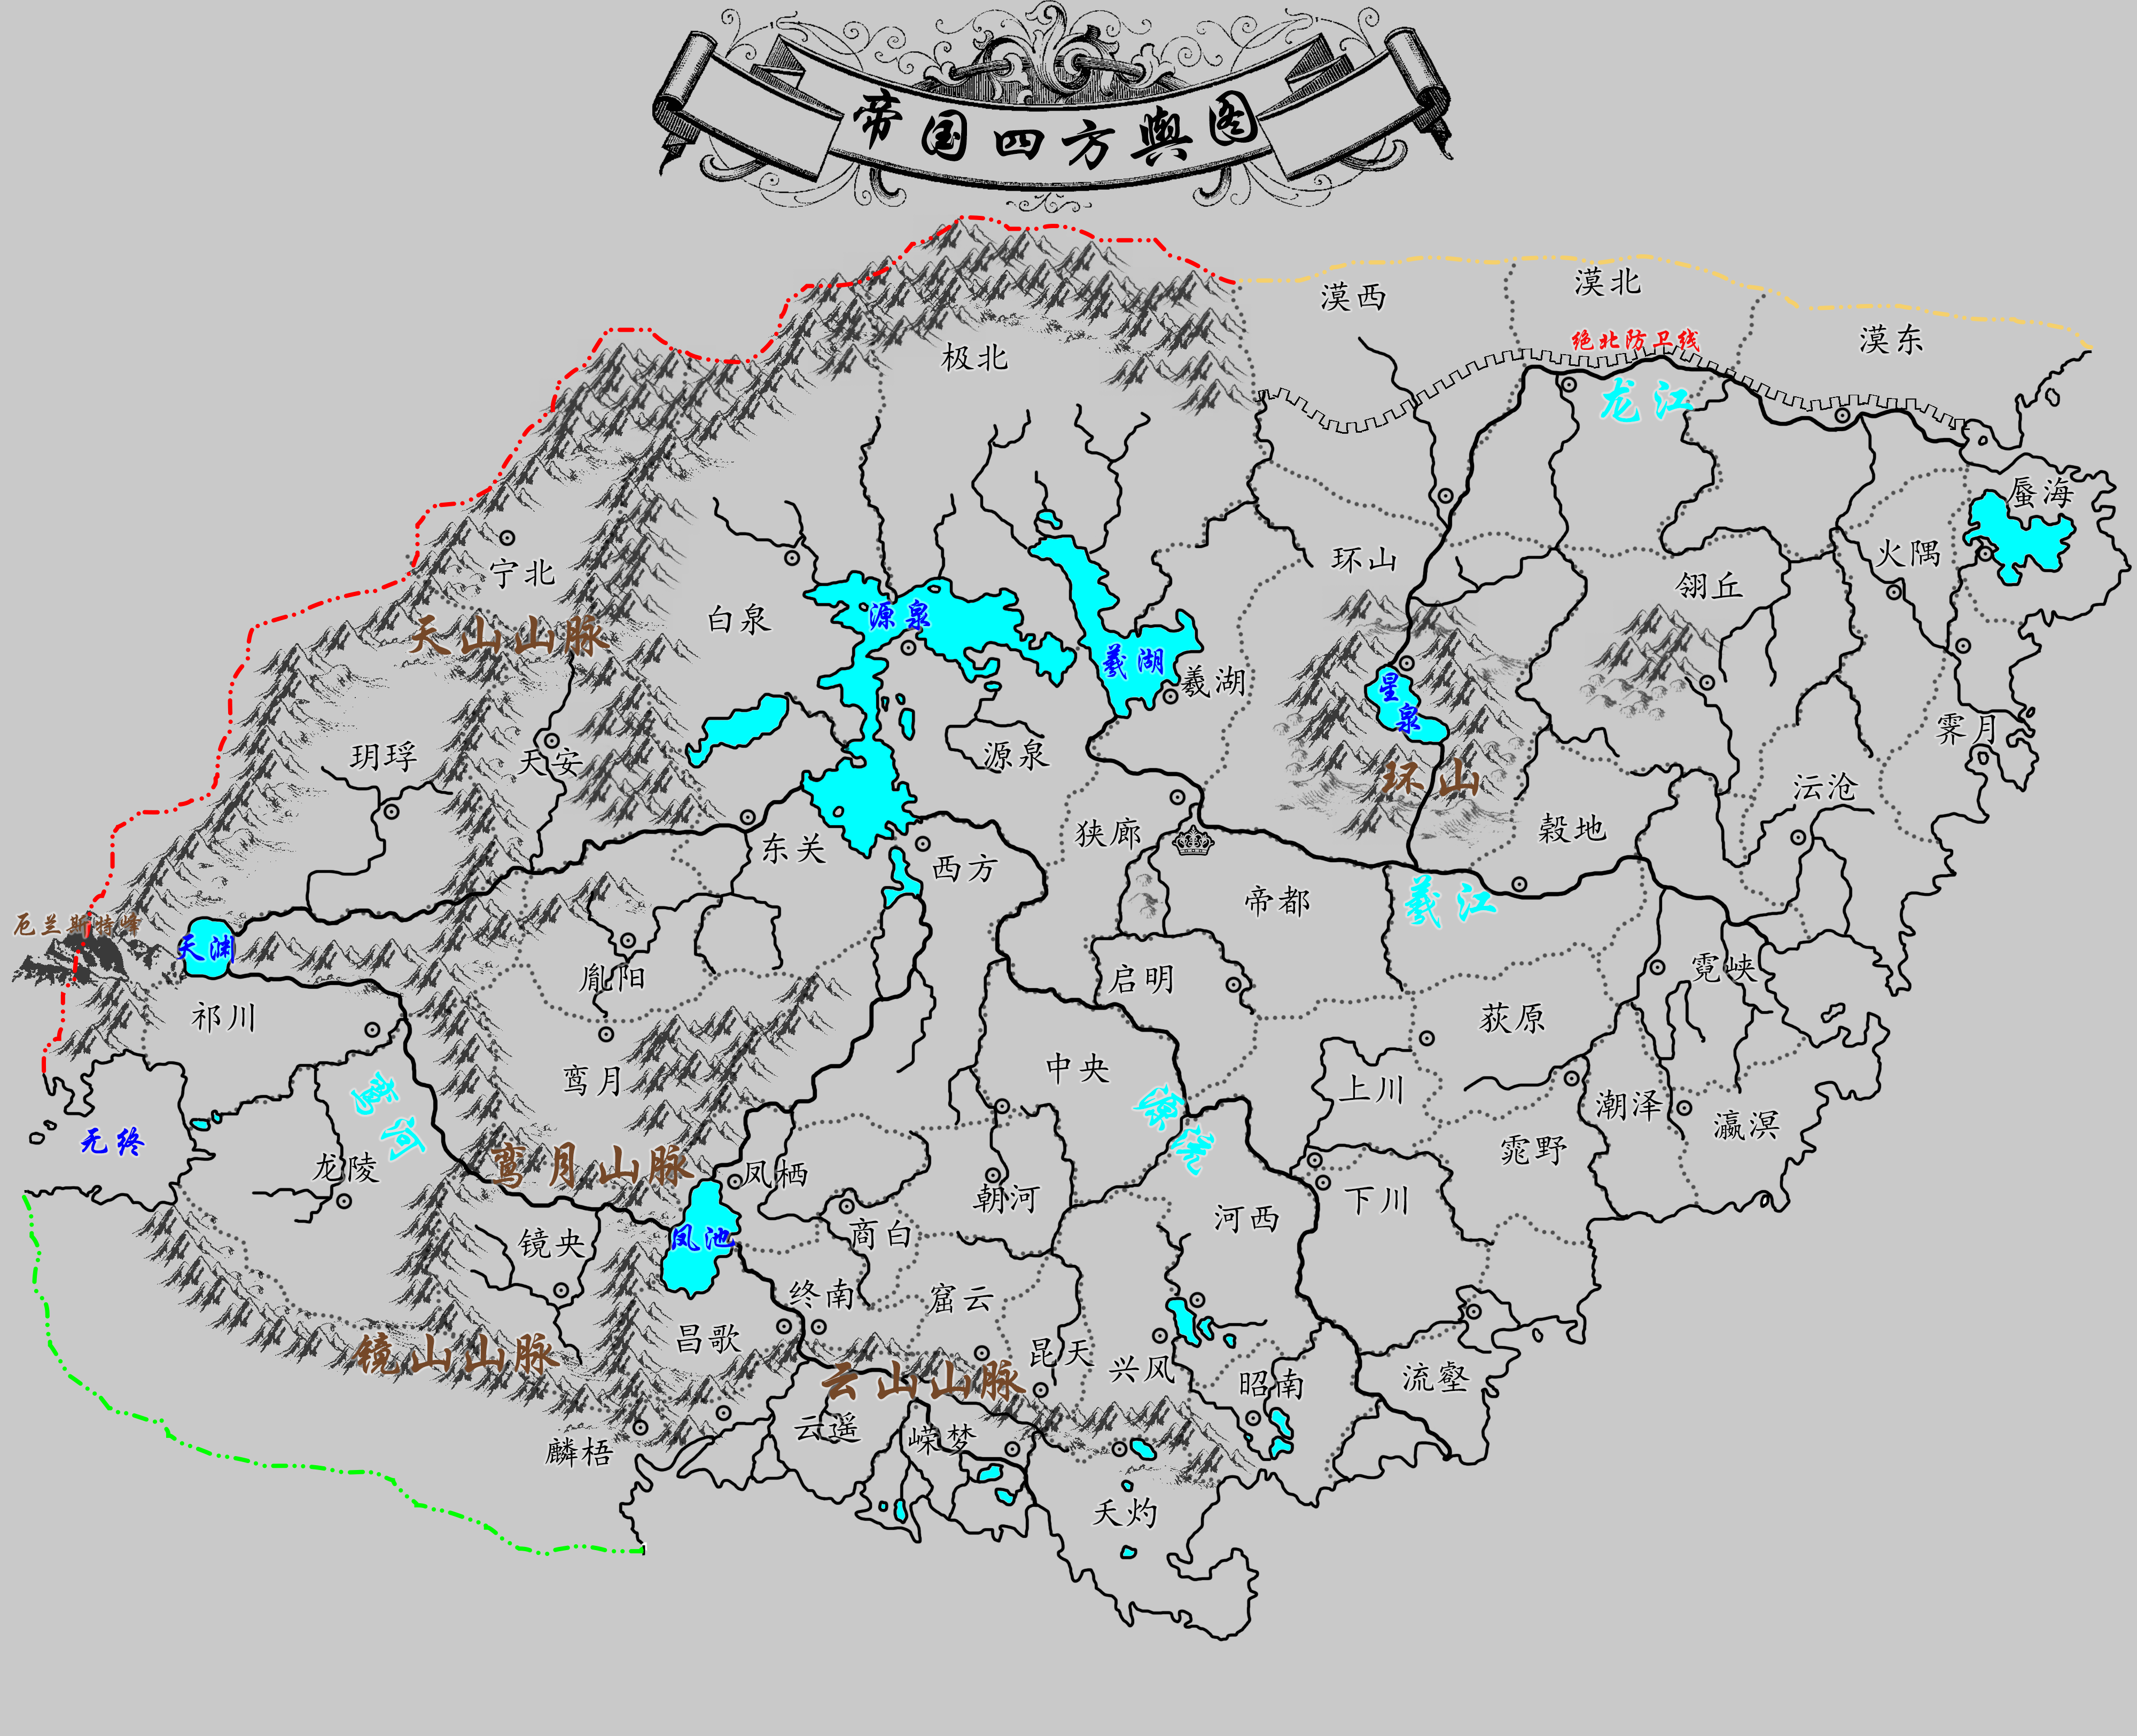 帝国四方舆图
漠北
漠西
绝北防卫线
漠东
极北
龙江
蜃海
火隅
环山
宁北
翎丘
白泉
源泉
天山山脉
羲湖
羲湖
星泉
霁月
玥琈
天安
源泉
环山
沄沧
狭廊
榖地
东关
西方
帝都
羲江
厄兰斯特峰
天渊
胤阳
启明
霓峡
祁川
荻原
鸾月
中央
上川
潮泽
瀛溟
鸾河
源流
无终
霓野
龙陵
鸾月山脉
凤栖
朝河
下川
河西
商白
镜央
凤池
终南
窟云
昌歌
昆天
镜山山脉
兴风
云山山脉
昭南
流壑
云遥
嵘梦
麟梧
天灼